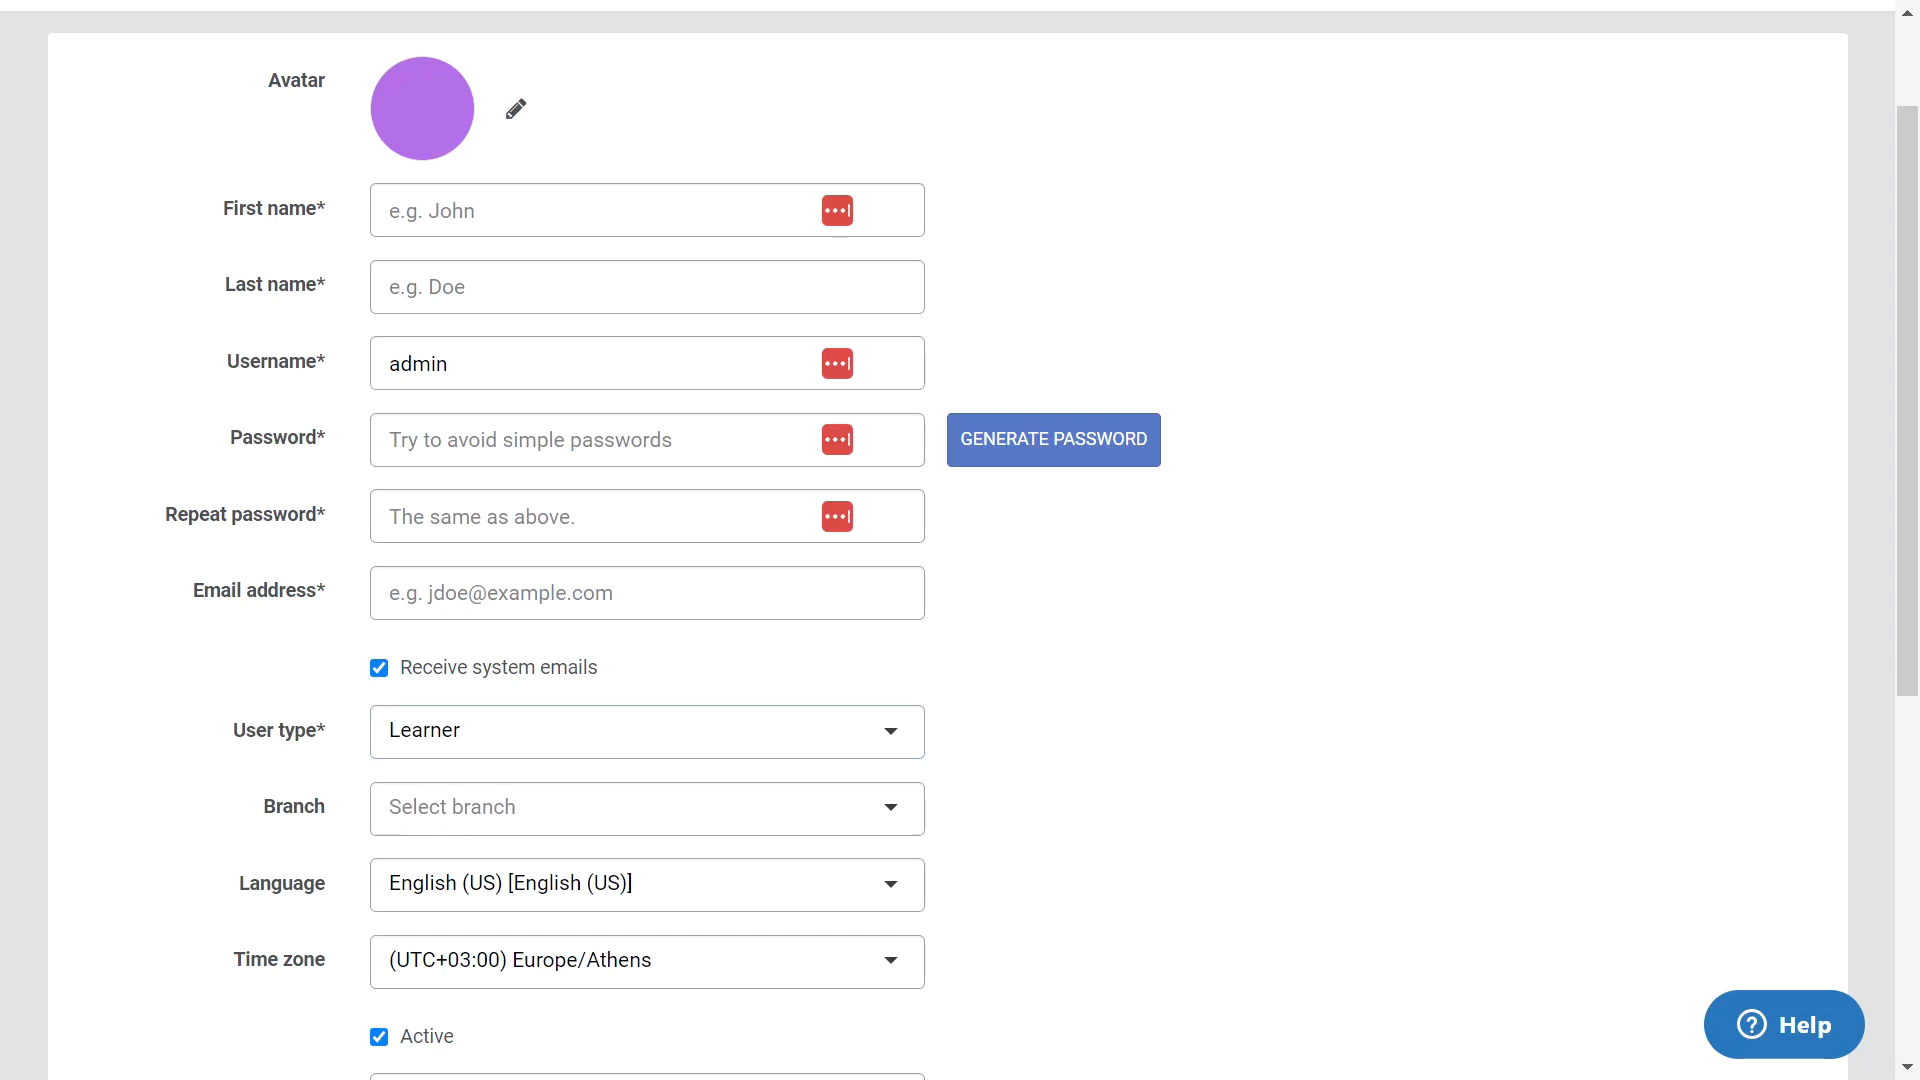 Avatar
First name*
e.g. John
Last name*
e.g. Doe
Username*
admin
Password*
Try to avoid simple passwords
GENERATE PASSWORD
Repeat password*
The same as above.
Email address*
e.g. jdoe@example.com
Receive system emails
User type*
Learner
Branch
Select branch
Language
English (US) [English (US)]
Time zone
(UTC+03:00) Europe/Athens
Active
? Help